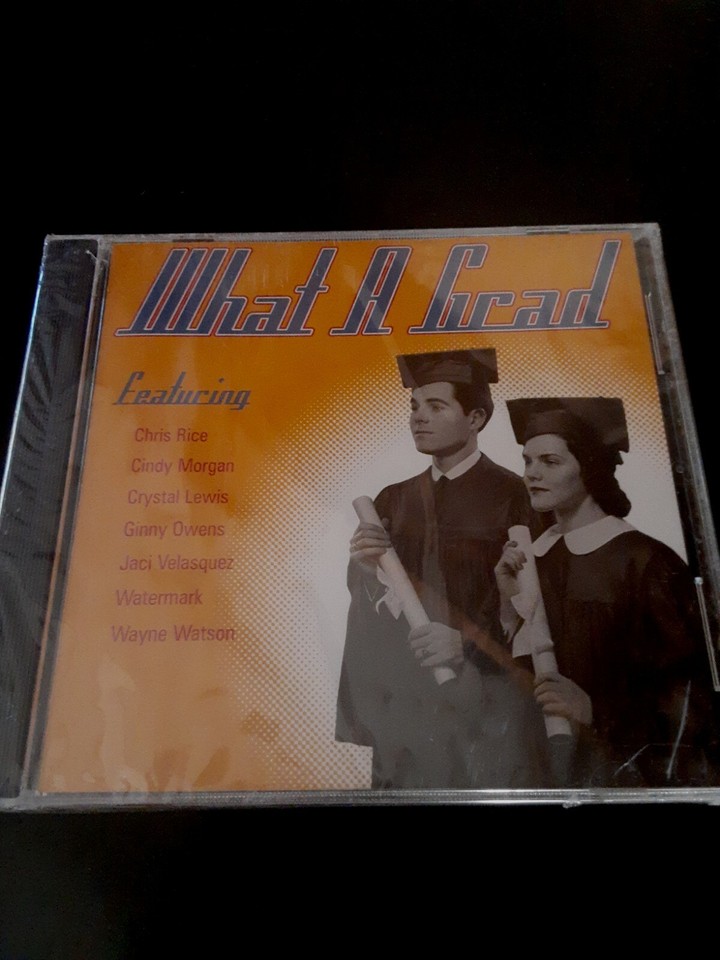 What A Grad
Featuring
Chris Rice
Cindy Morgan
Crystal Lewis
Ginny Owens
Jaci Velasquez
Watermark
Wayne Watson